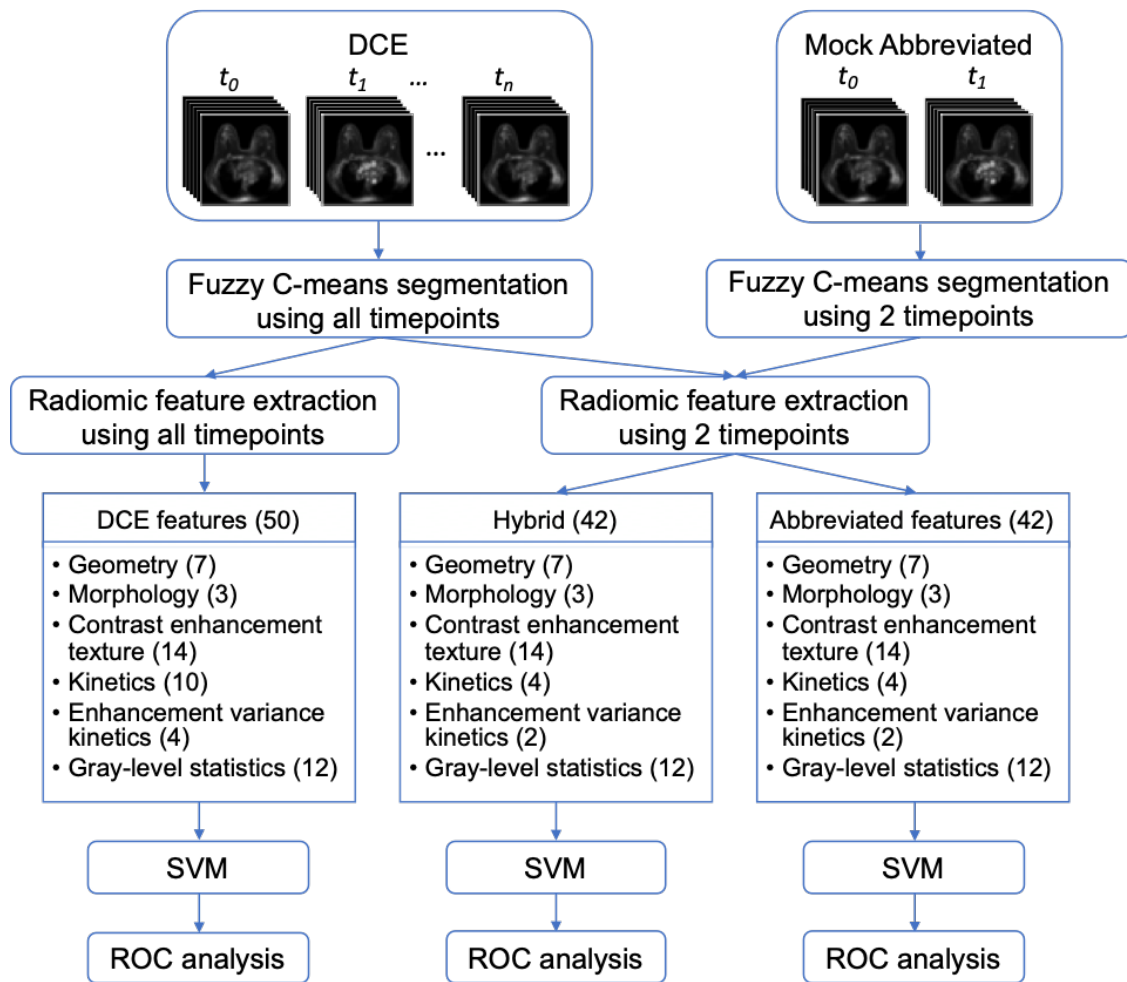 DCE
t0 t1 ... tn
...
Mock Abbreviated
t0 t1
Fuzzy C-means segmentation
using all timepoints
Fuzzy C-means segmentation
using 2 timepoints
Radiomic feature extraction
using all timepoints
Radiomic feature extraction
using 2 timepoints
DCE features (50)
• Geometry (7)
• Morphology (3)
• Contrast enhancement
texture (14)
• Kinetics (10)
• Enhancement variance
kinetics (4)
• Gray-level statistics (12)
SVM
ROC analysis
Hybrid (42)
• Geometry (7)
• Morphology (3)
• Contrast enhancement
texture (14)
• Kinetics (4)
• Enhancement variance
kinetics (2)
• Gray-level statistics (12)
SVM
ROC analysis
Abbreviated features (42)
• Geometry (7)
• Morphology (3)
• Contrast enhancement
texture (14)
• Kinetics (4)
• Enhancement variance
kinetics (2)
• Gray-level statistics (12)
SVM
ROC analysis